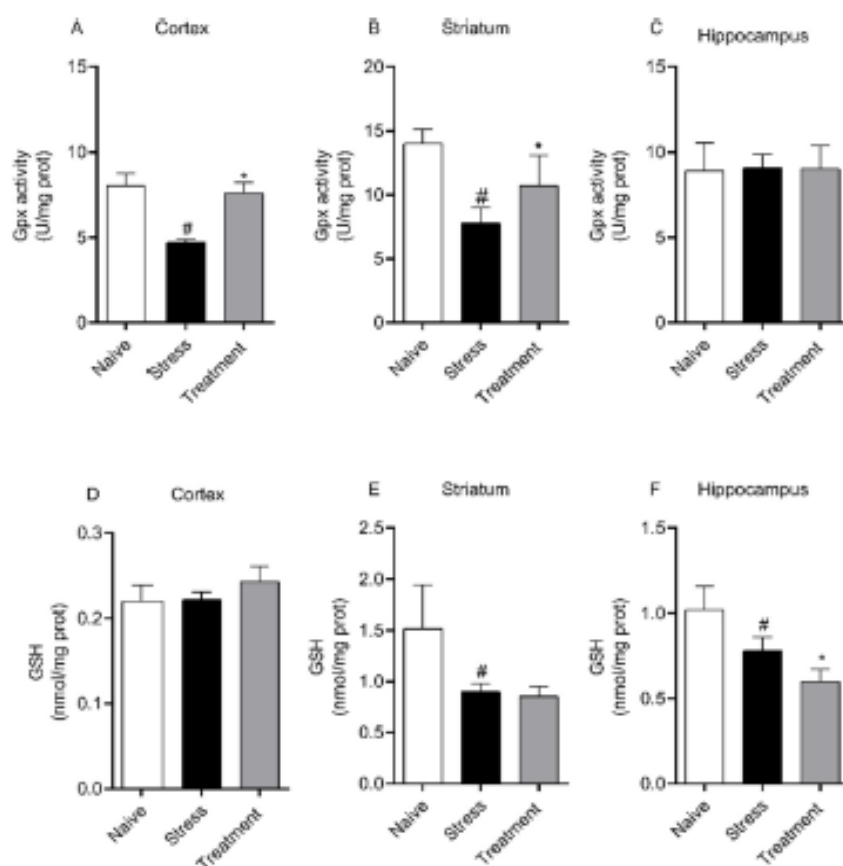 A Cortex
B Striatum
C Hippocampus
Gpx activity
(U/mg prot)
15
10
5
0
#
*
Naive
Stress
Treatment
Gpx activity
(U/mg prot)
20
15
10
5
0
#
*
Naive
Stress
Treatment
Gpx activity
(U/mg prot)
15
10
5
0
Naive
Stress
Treatment
D Cortex
E Striatum
F Hippocampus
GSH
(nmol/mg prot)
0.3
0.2
0.1
0.0
Naive
Stress
Treatment
GSH
(nmol/mg prot)
2.5
2.0
1.5
1.0
0.5
0.0
#
Naive
Stress
Treatment
GSH
(nmol/mg prot)
1.5
1.0
0.5
0.0
#
*
Naive
Stress
Treatment